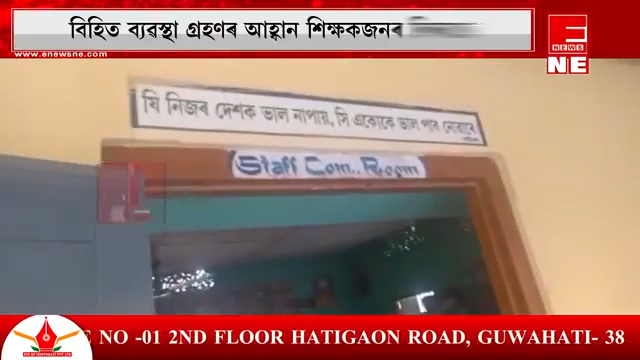 বিহিত ব্যৱস্থা গ্ৰহণৰ আহ্বান শিক্ষকজনৰ
www.enewsne.com
E
NEWS
NE
যি নিজৰ দেশক ভাল নাপায়, সি একোকে ভাল পাব নোৱাৰে
Staff Com.. Room
NO -01 2ND FLOOR HATIGAON ROAD, GUWAHATI- 38